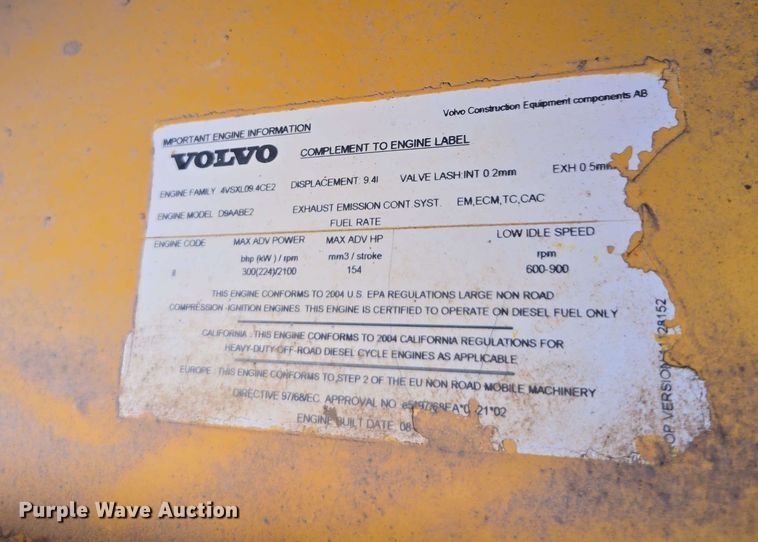 Volvo Construction Equipment components AB
IMPORTANT ENGINE INFORMATION
VOLVO COMPLEMENT TO ENGINE LABEL
ENGINE FAMILY 4VSXL09.4CE2 DISPLACEMENT 9.4l VALVE LASH:INT 0.2mm EXH 0.5mm
ENGINE MODEL D9AABE2 EXHAUST EMISSION CONT SYST. EM,ECM,TC,CAC
FUEL RATE
ENGINE CODE MAX ADV POWER MAX ADV HP LOW IDLE SPEED
bhp (kW) / rpm mm3 / stroke rpm
300(224)/2100 154 600-900
THIS ENGINE CONFORMS TO 2004 U.S. EPA REGULATIONS LARGE NON ROAD
COMPRESSION-IGNITION ENGINES. THIS ENGINE IS CERTIFIED TO OPERATE ON DIESEL FUEL ONLY
CALIFORNIA : THIS ENGINE CONFORMS TO 2004 CALIFORNIA REGULATIONS FOR
HEAVY-DUTY-OFF-ROAD DIESEL CYCLE ENGINES AS APPLICABLE
EUROPE : THIS ENGINE CONFORMS TO STEP 2 OF THE EU NON ROAD MOBILE MACHINERY
DIRECTIVE 97/68/EC APPROVAL NO. 21*02
ENGINE BUILT DATE, 08
OP VERSION 28152
Purple Wave Auction